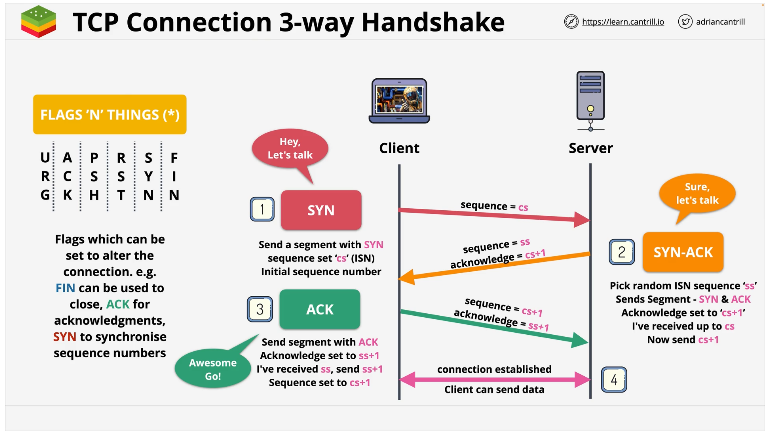 TCP Connection 3-way Handshake
https://learn.cantrill.io
adriancantrill
FLAGS ’N’ THINGS (*)
U A P R S F
R C S S Y I
G K H T N N
Flags which can be
set to alter the
connection. e.g.
FIN can be used to
close, ACK for
acknowledgments,
SYN to synchronise
sequence numbers
Client
Server
Hey,
Let's talk
1
SYN
Send a segment with SYN
sequence set ‘cs’ (ISN)
Initial sequence number
sequence = cs
Sure,
let's talk
2
SYN-ACK
sequence = ss
acknowledge = cs+1
Pick random ISN sequence ‘ss’
Sends Segment - SYN & ACK
Acknowledge set to ‘cs+1’
I've received up to cs
Now send cs+1
3
ACK
Send segment with ACK
Acknowledge set to ss+1
I've received ss, send ss+1
Sequence set to cs+1
Awesome
Go!
sequence = cs+1
acknowledge = ss+1
connection established
Client can send data
4